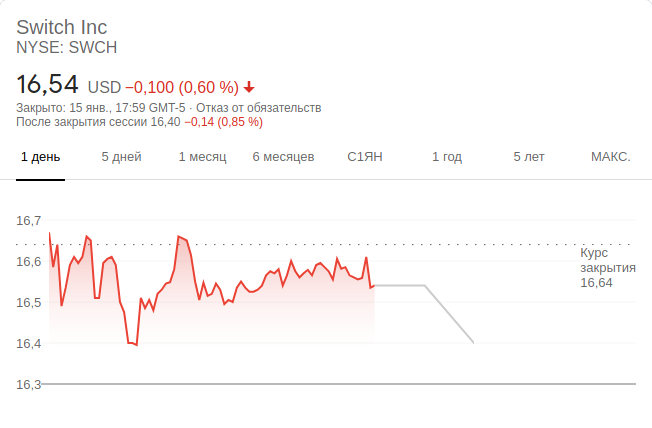 Switch Inc
NYSE: SWCH
16,54 USD −0,100 (0,60 %)
Закрыто: 15 янв., 17:59 GMT-5 · Отказ от обязательств
После закрытия сессии 16,40 −0,14 (0,85 %)
1 день 5 дней 1 месяц 6 месяцев С1ЯН 1 год 5 лет МАКС.
16,7
16,6
16,5
16,4
16,3
Курс
закрытия
16,64